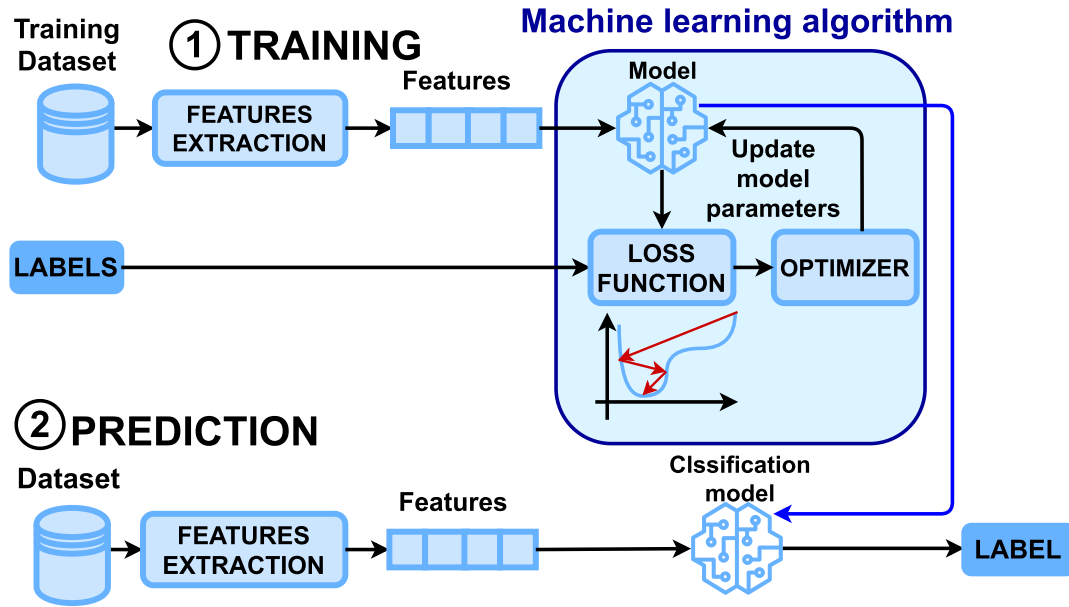 Training
Dataset
1 TRAINING
Machine learning algorithm
Features
Model
FEATURES
EXTRACTION
Update
model
parameters
LABELS
LOSS
FUNCTION
OPTIMIZER
2 PREDICTION
Dataset
Clssification
model
Features
FEATURES
EXTRACTION
LABEL